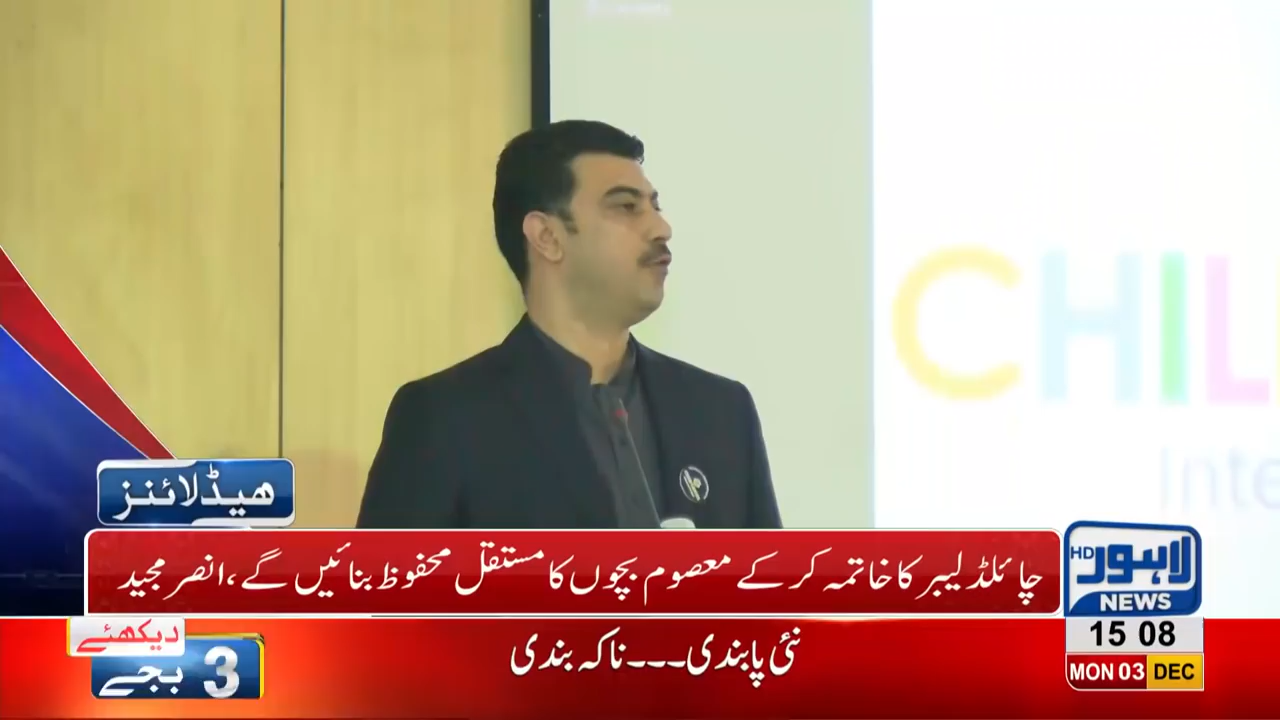 CHIL
Inte
ھیڈلائنز
چائلڈ لیبر کا خاتمہ کر کے معصوم بچوں کا مستقل محفوظ بنائیں گے، انصر مجید
HD لاہور
NEWS
دیکھئے
3 بجے
نئی پابندی۔۔۔ناکہ بندی
15 08
MON 03 DEC